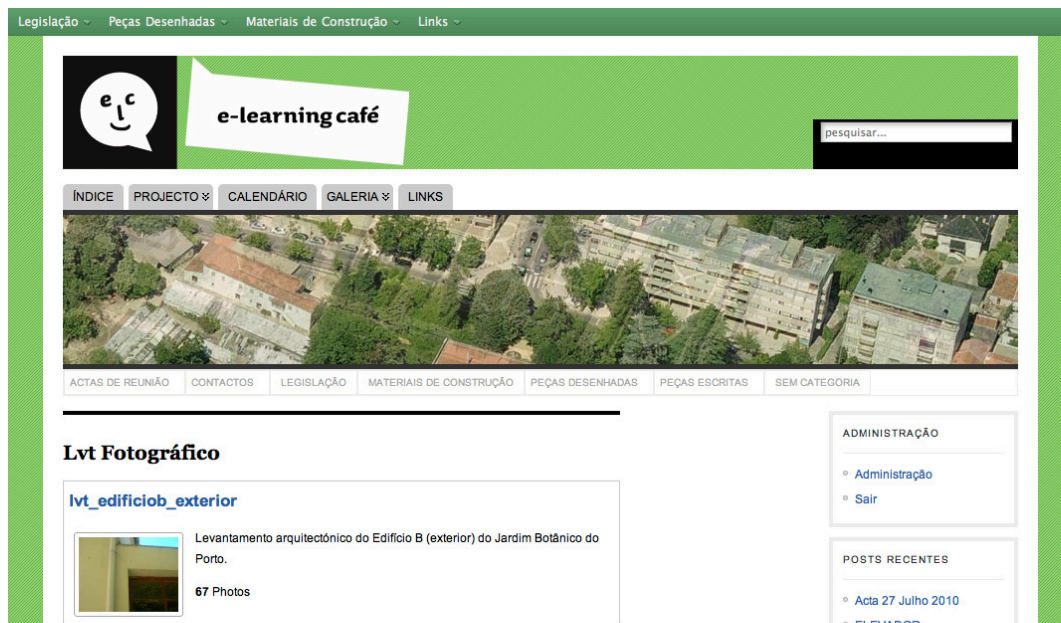 Legislação Peças Desenhadas Materiais de Construção Links
e l c
e-learning café
pesquisar...
ÍNDICE PROJECTO CALENDÁRIO GALERIA LINKS
ACTAS DE REUNIÃO CONTACTOS LEGISLAÇÃO MATERIAIS DE CONSTRUÇÃO PEÇAS DESENHADAS PEÇAS ESCRITAS SEM CATEGORIA
Lvt Fotográfico
lvt_edificiob_exterior
Levantamento arquitectónico do Edifício B (exterior) do Jardim Botânico do
Porto.
67 Photos
ADMINISTRAÇÃO
Administração
Sair
POSTS RECENTES
Acta 27 Julho 2010
ELEVADOR